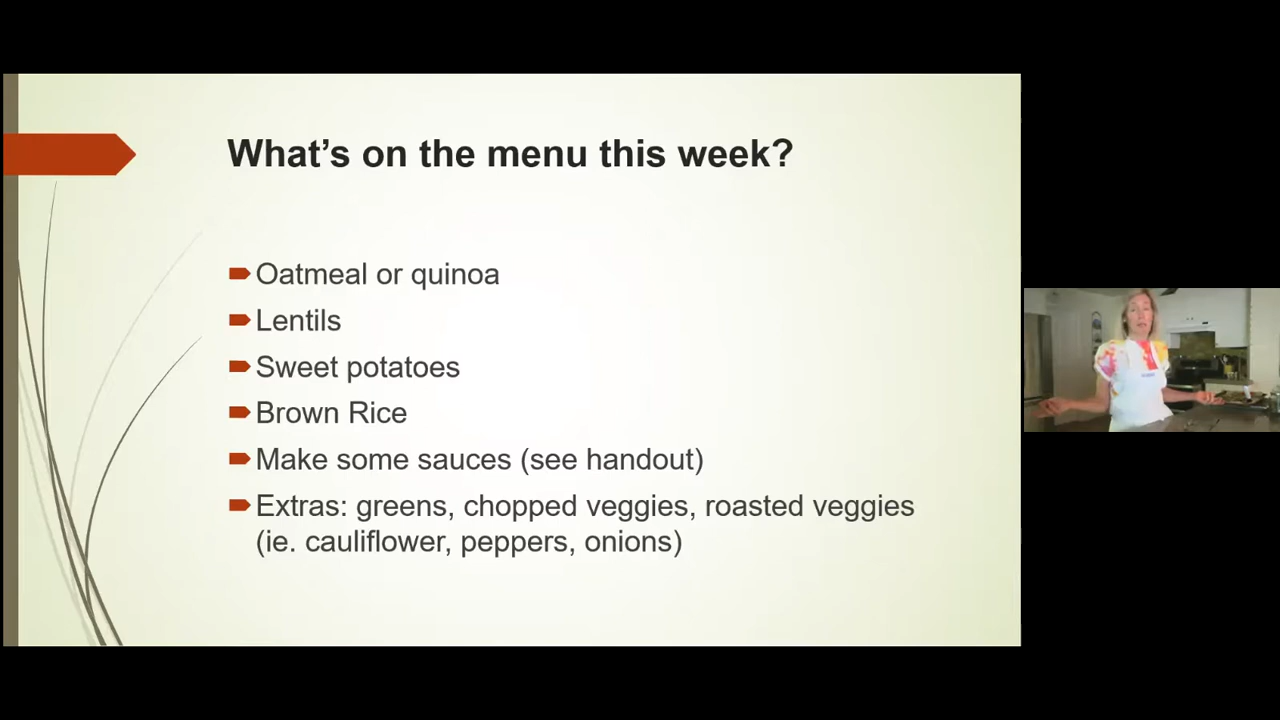 What's on the menu this week?
Oatmeal or quinoa
Lentils
Sweet potatoes
Brown Rice
Make some sauces (see handout)
Extras: greens, chopped veggies, roasted veggies
(ie. cauliflower, peppers, onions)